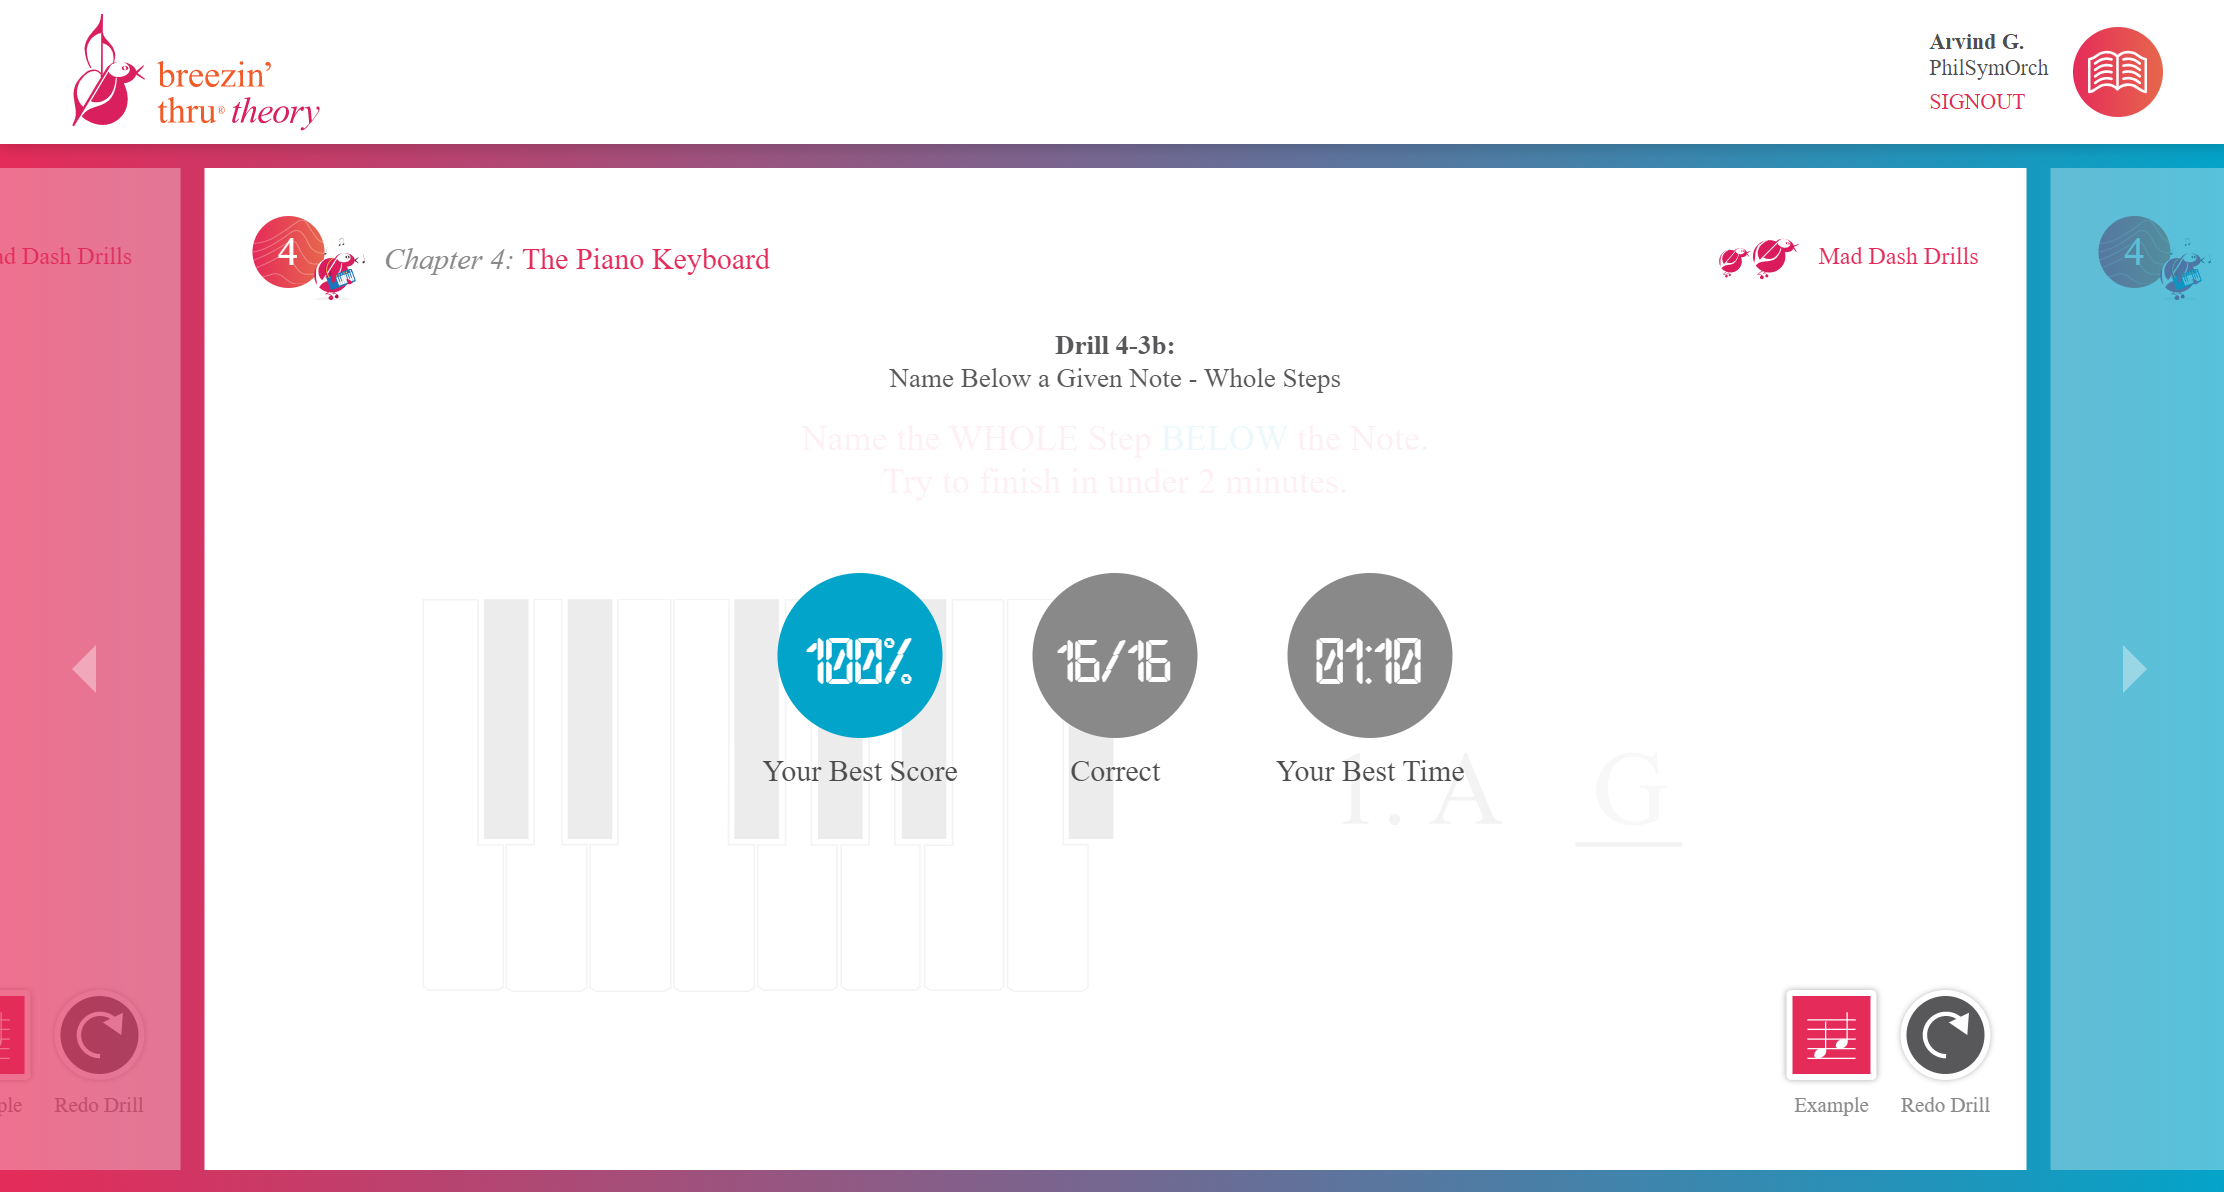 breezin'
thru® theory
Arvind G.
PhilSymOrch
SIGNOUT
ad Dash Drills
4
Chapter 4: The Piano Keyboard
Mad Dash Drills
4
Drill 4-3b:
Name Below a Given Note - Whole Steps
Name the WHOLE Step BELOW the Note.
Try to finish in under 2 minutes.
100%
16/16
01:10
Your Best Score
Correct
Your Best Time
1. A G
ple
Redo Drill
Example
Redo Drill